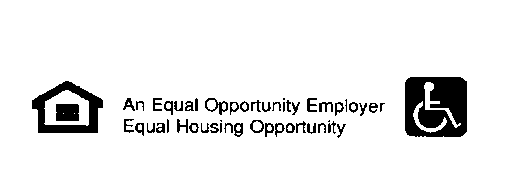 An Equal Opportunity Employer
Equal Housing Opportunity